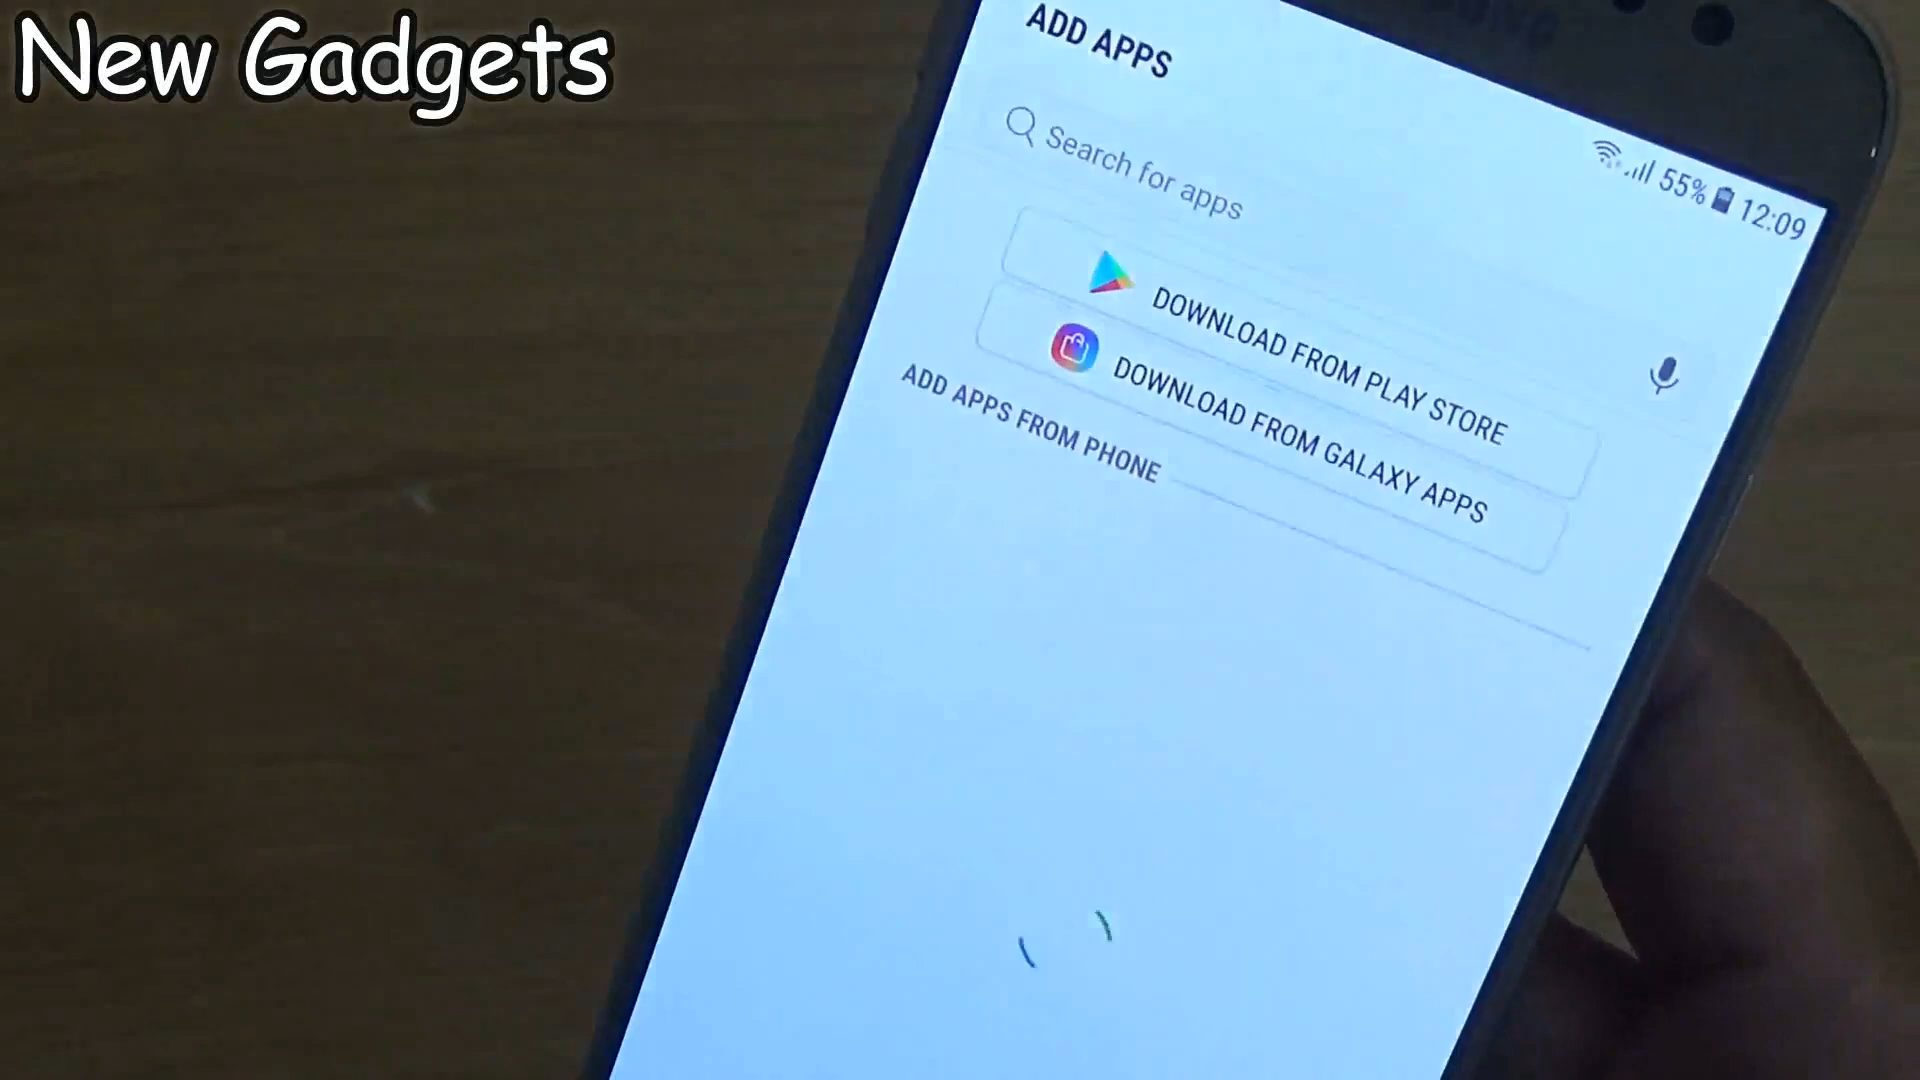 New Gadgets
55% 12:09
ADD APPS
Search for apps
DOWNLOAD FROM PLAY STORE
DOWNLOAD FROM GALAXY APPS
ADD APPS FROM PHONE